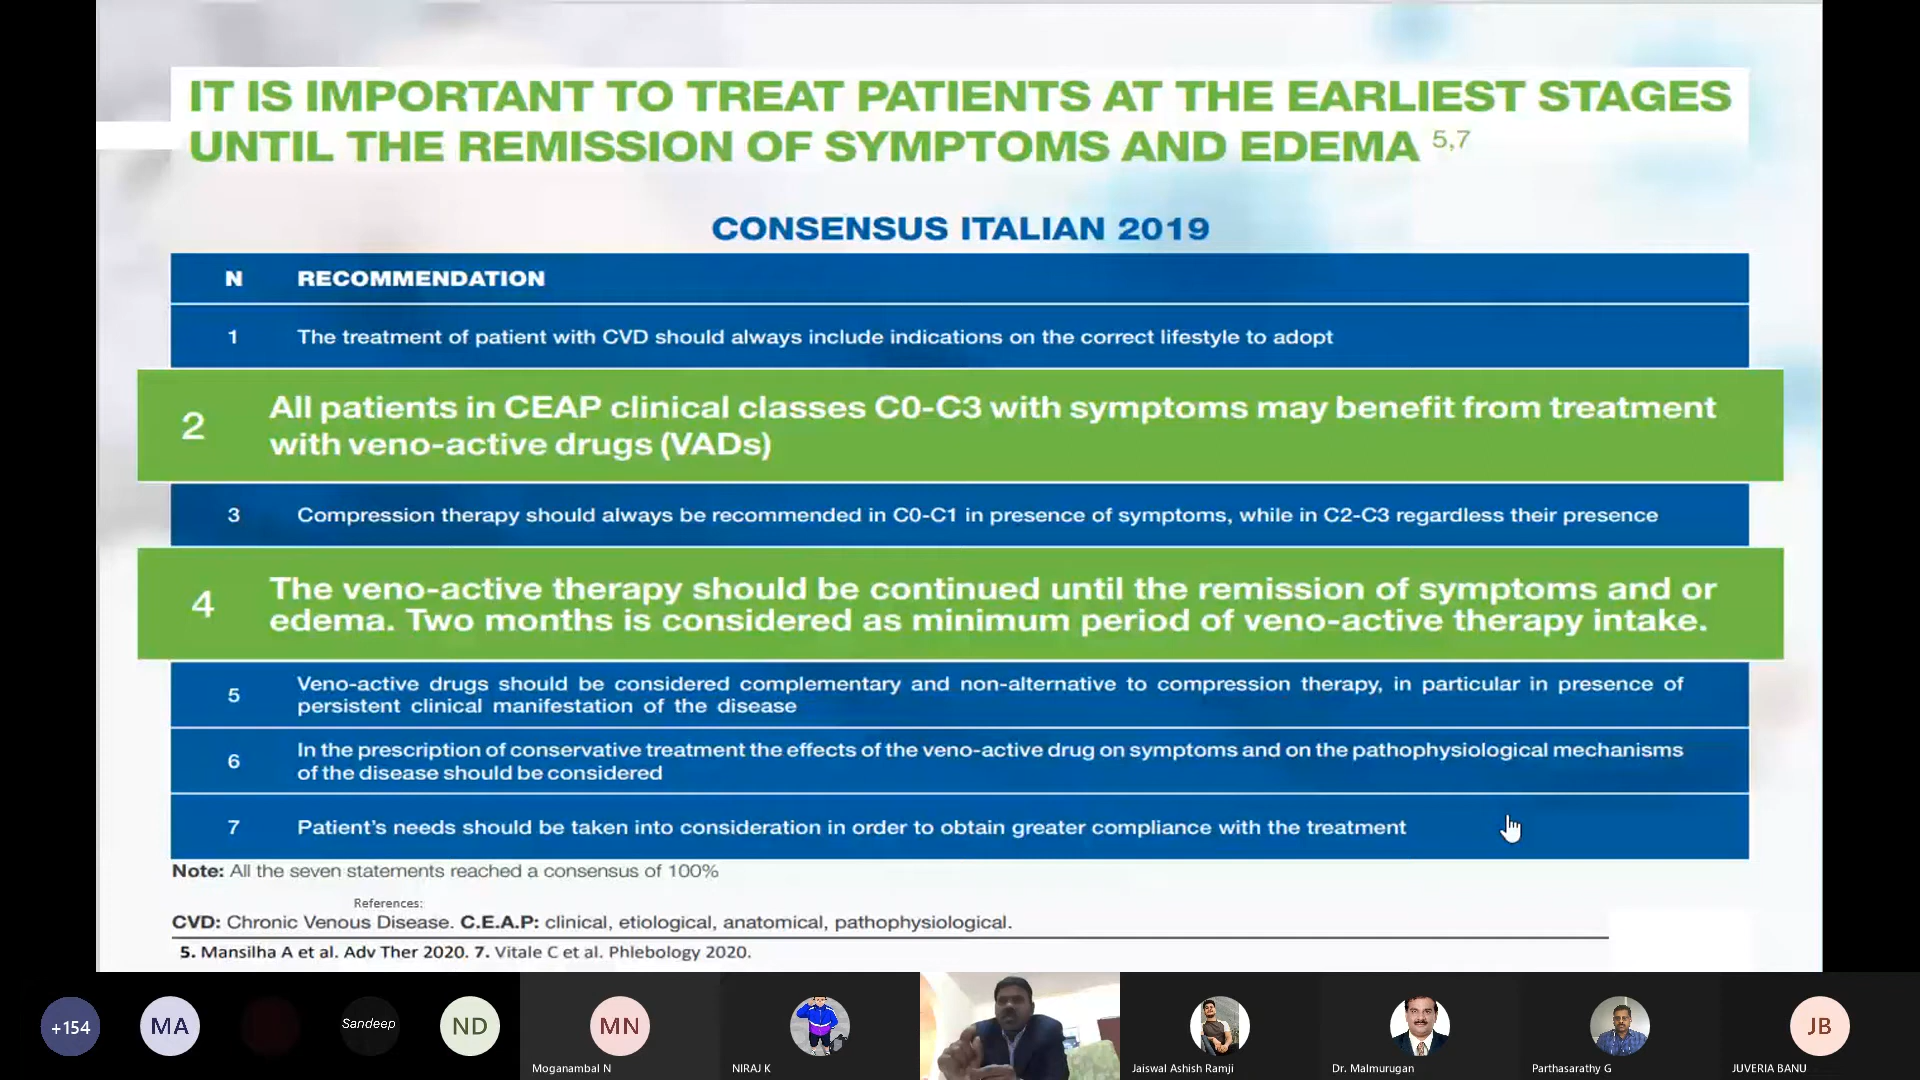 IT IS IMPORTANT TO TREAT PATIENTS AT THE EARLIEST STAGES
UNTIL THE REMISSION OF SYMPTOMS AND EDEMA 5,7
CONSENSUS ITALIAN 2019
N RECOMMENDATION
1 The treatment of patient with CVD should always include indications on the correct lifestyle to adopt
2 All patients in CEAP clinical classes C0-C3 with symptoms may benefit from treatment
with veno-active drugs (VADs)
3 Compression therapy should always be recommended in C0-C1 in presence of symptoms, while in C2-C3 regardless their presence
4 The veno-active therapy should be continued until the remission of symptoms and or
edema. Two months is considered as minimum period of veno-active therapy intake.
5 Veno-active drugs should be considered complementary and non-alternative to compression therapy, in particular in presence of
persistent clinical manifestation of the disease
6 In the prescription of conservative treatment the effects of the veno-active drug on symptoms and on the pathophysiological mechanisms
of the disease should be considered
7 Patient's needs should be taken into consideration in order to obtain greater compliance with the treatment
Note: All the seven statements reached a consensus of 100%
References:
CVD: Chronic Venous Disease. C.E.A.P: clinical, etiological, anatomical, pathophysiological.
5. Mansilha A et al. Adv Ther 2020. 7. Vitale C et al. Phlebology 2020.
+154 MA Sandeep ND MN JB
Moganambal N NIRAJ K Jaiswal Ashish Ramji Dr. Malmurugan Parthasarathy G JUVERIA BANU